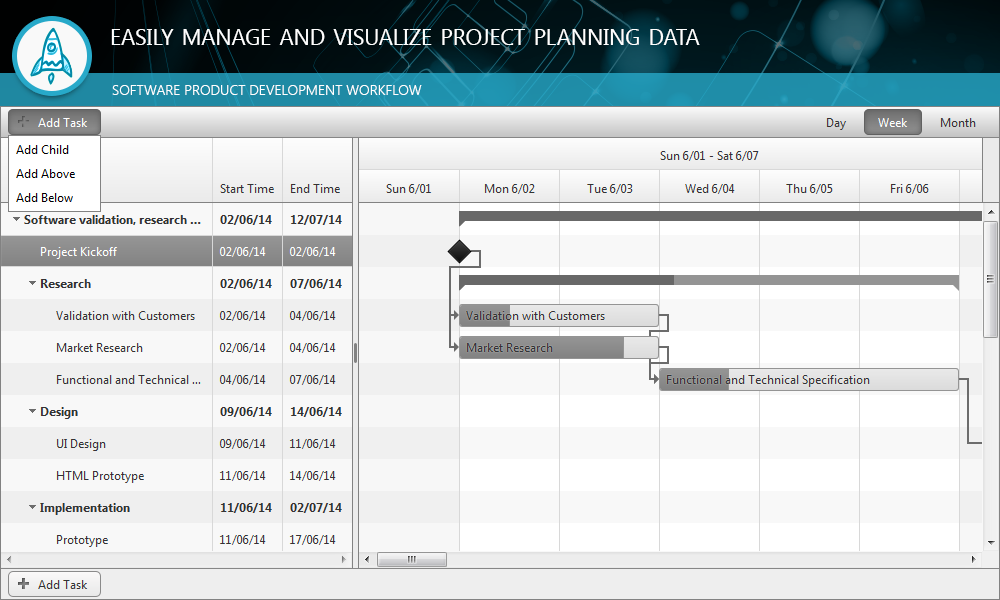 EASILY MANAGE AND VISUALIZE PROJECT PLANNING DATA
SOFTWARE PRODUCT DEVELOPMENT WORKFLOW
Add Task
Day Week Month
Add Child
Add Above
Add Below
Sun 6/01 - Sat 6/07
Start Time End Time Sun 6/01 Mon 6/02 Tue 6/03 Wed 6/04 Thu 6/05 Fri 6/06
Software validation, research ... 02/06/14 12/07/14
Project Kickoff 02/06/14 02/06/14
Research 02/06/14 07/06/14
Validation with Customers 02/06/14 04/06/14 Validation with Customers
Market Research 02/06/14 04/06/14 Market Research
Functional and Technical ... 04/06/14 07/06/14 Functional and Technical Specification
Design 09/06/14 14/06/14
UI Design 09/06/14 11/06/14
HTML Prototype 11/06/14 14/06/14
Implementation 11/06/14 02/07/14
Prototype 11/06/14 17/06/14
Add Task